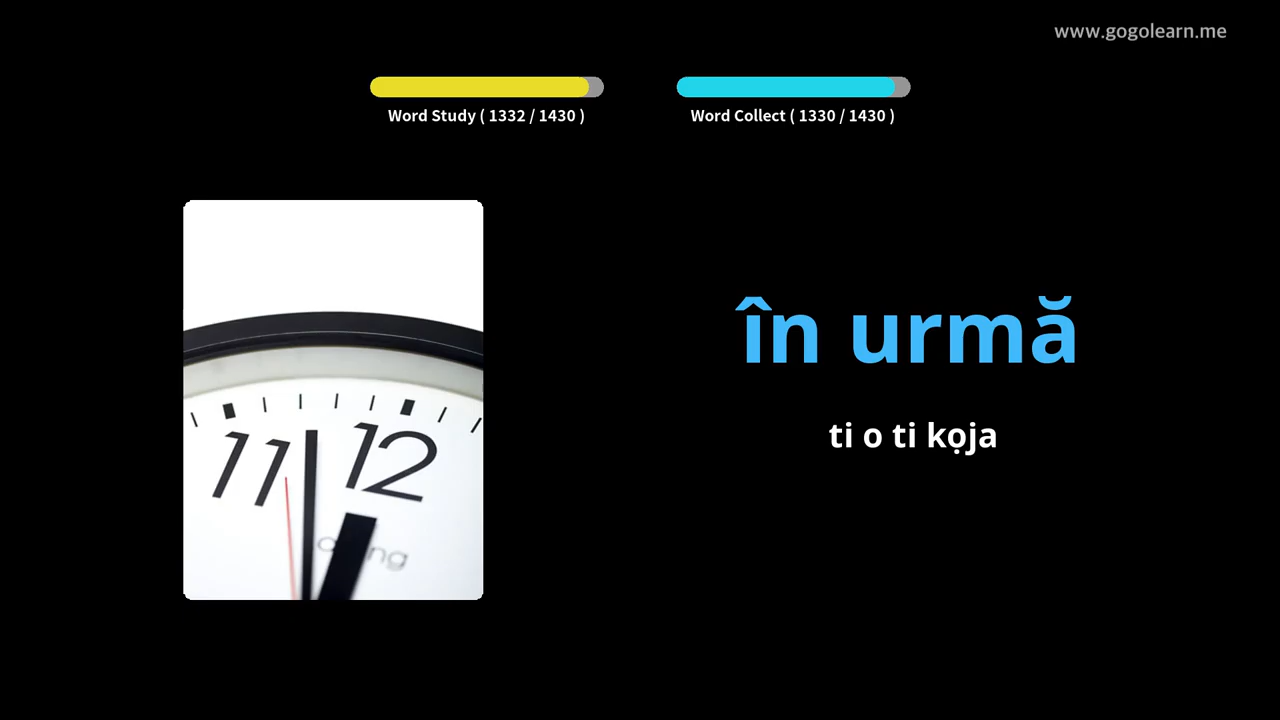 www.gogolearn.me
Word Study ( 1332 / 1430 )
Word Collect ( 1330 / 1430 )
în urmă
ti o ti kọja
11
12